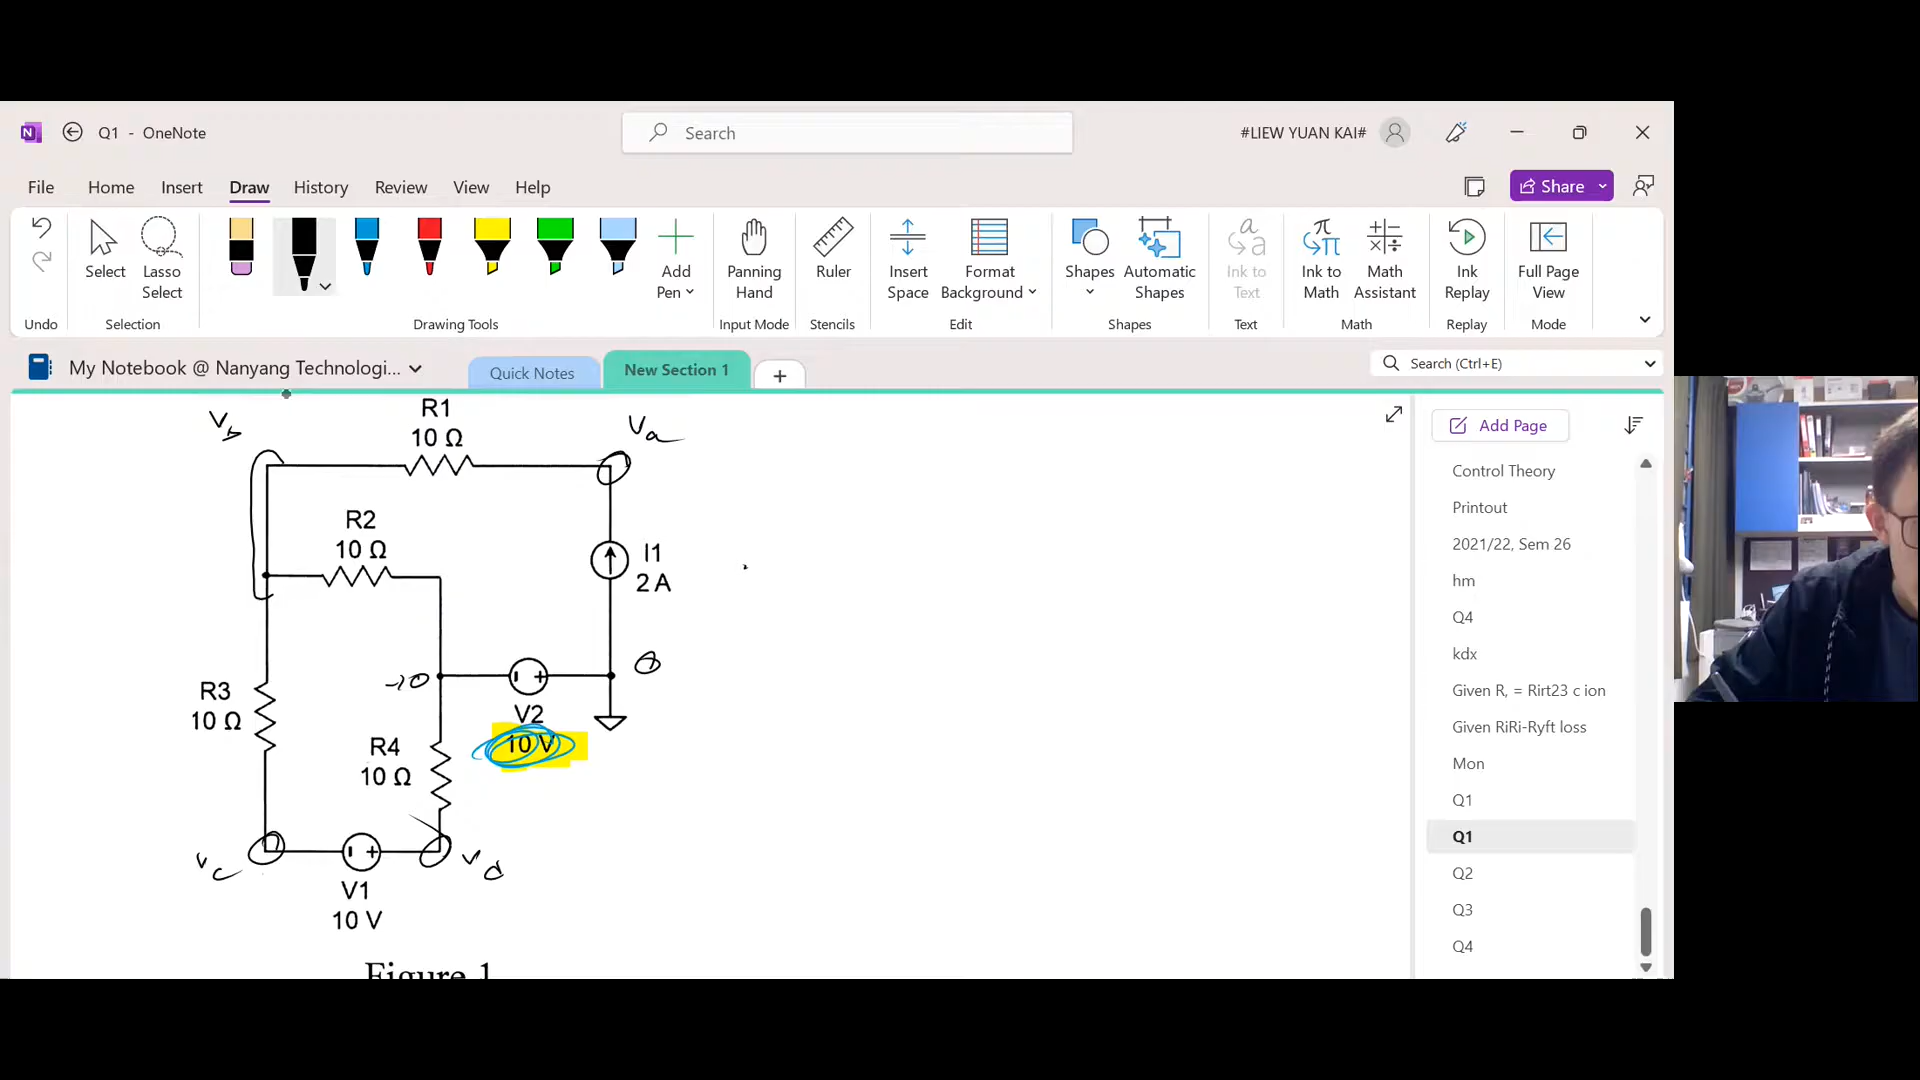 Q1 - OneNote
Search
#LIEW YUAN KAI#
File Home Insert Draw History Review View Help
Share
Select
Lasso Select
Add Pen
Panning Hand
Ruler
Insert Space
Format Background
Shapes
Automatic Shapes
Ink to Text
Ink to Math
Math Assistant
Ink Replay
Full Page View
Undo
Selection
Drawing Tools
Input Mode
Stencils
Edit
Shapes
Text
Math
Replay
Mode
My Notebook @ Nanyang Technologi...
Quick Notes
New Section 1
Search (Ctrl+E)
Add Page
Control Theory
Printout
2021/22, Sem 26
hm
Q4
kdx
Given R, = Rirt23 c ion
Given RiRi-Ryft loss
Mon
Q1
Q1
Q2
Q3
Q4
Vb
R1
10 Ω
Va
R2
10 Ω
I1
2 A
-10
0
V2
10 V
R3
10 Ω
R4
10 Ω
Vc
Vd
V1
10 V
Figure 1